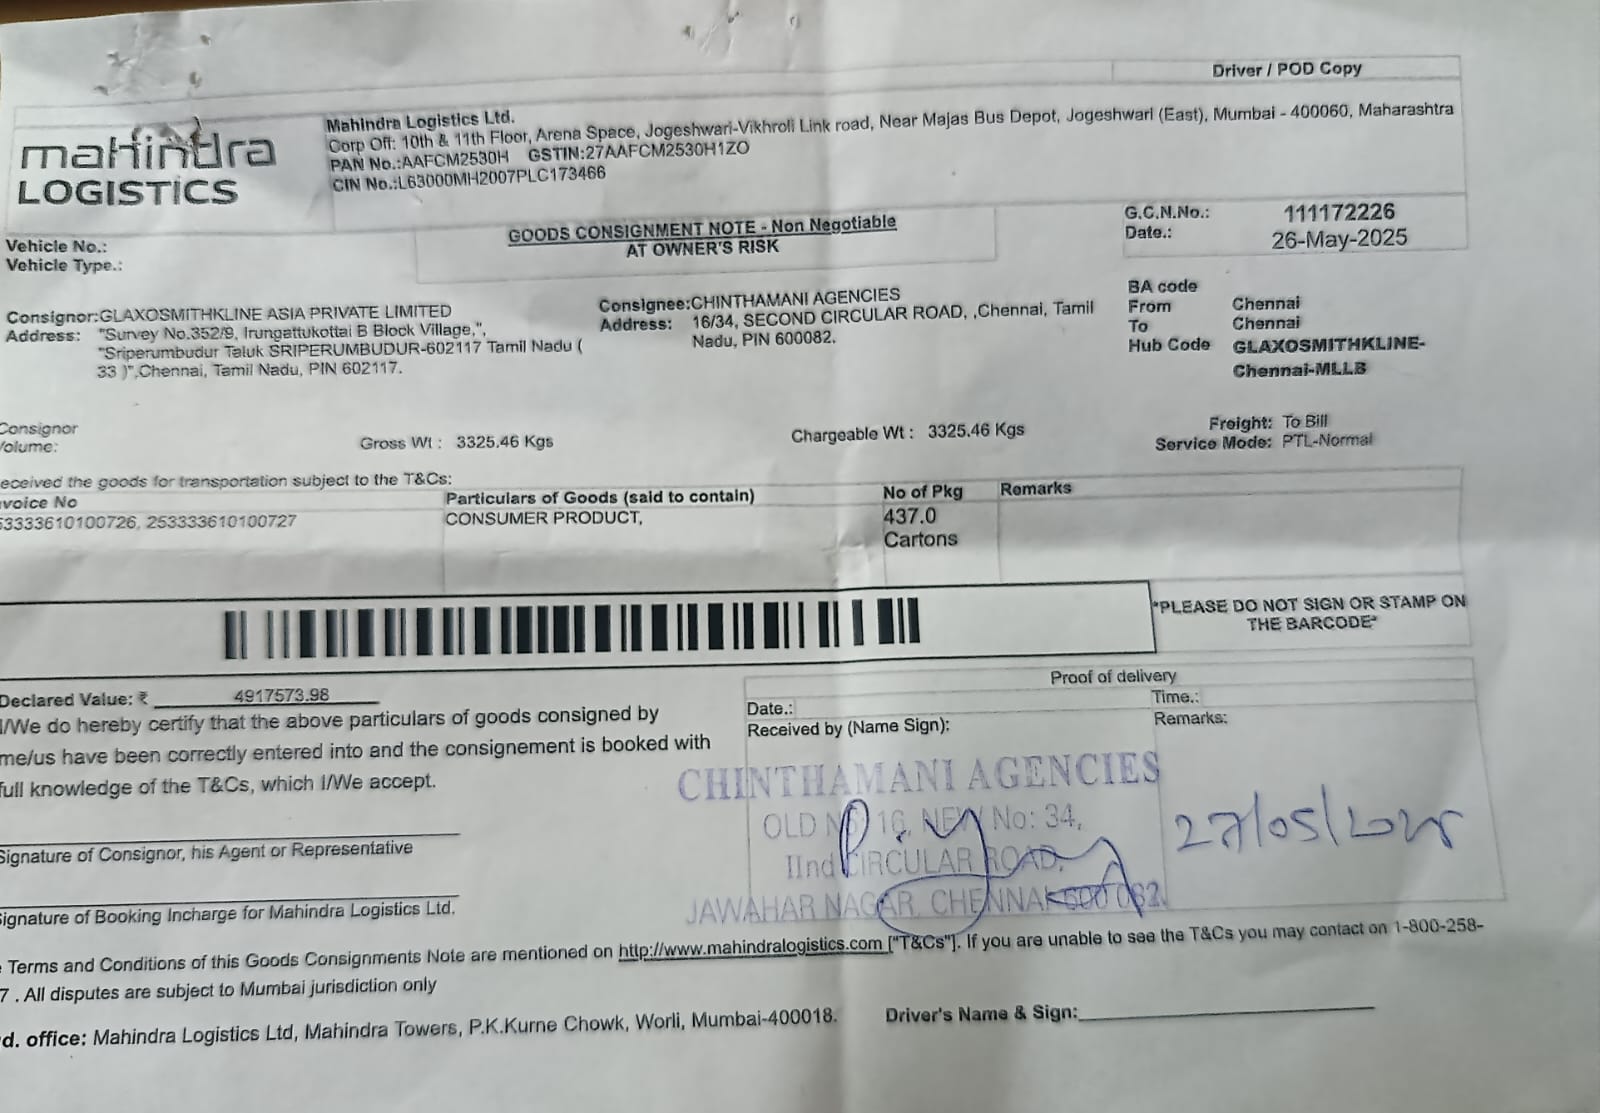 Driver / POD Copy
mahindra
LOGISTICS
Mahindra Logistics Ltd.
Corp Off: 10th & 11th Floor, Arena Space, Jogeshwari-Vikhroli Link road, Near Majas Bus Depot, Jogeshwari (East), Mumbai - 400060, Maharashtra
PAN No.:AAFCM2530H GSTIN:27AAFCM2530H1ZO
CIN No.:L63000MH2007PLC173466
GOODS CONSIGNMENT NOTE - Non Negotiable
AT OWNER'S RISK
G.C.N.No.: 111172226
Date.: 26-May-2025
Vehicle No.:
Vehicle Type.:
Consignor:GLAXOSMITHKLINE ASIA PRIVATE LIMITED
Address: "Survey No.352/9, Irungattukottai B Block Village,",
"Sriperumbudur Taluk SRIPERUMBUDUR-602117 Tamil Nadu (
33 )",Chennai, Tamil Nadu, PIN 602117.
Consignee:CHINTHAMANI AGENCIES
Address: 16/34, SECOND CIRCULAR ROAD, ,Chennai, Tamil
Nadu, PIN 600082.
BA code
From Chennai
To Chennai
Hub Code GLAXOSMITHKLINE-
Chennai-MLLB
Consignor
Volume:
Gross Wt : 3325.46 Kgs
Chargeable Wt : 3325.46 Kgs
Freight: To Bill
Service Mode: PTL-Normal
eceived the goods for transportation subject to the T&Cs:
voice No Particulars of Goods (said to contain) No of Pkg Remarks
53333610100726, 253333610100727 CONSUMER PRODUCT, 437.0
Cartons
*PLEASE DO NOT SIGN OR STAMP ON
THE BARCODE*
Declared Value: ₹ 4917573.98
I/We do hereby certify that the above particulars of goods consigned by
me/us have been correctly entered into and the consignement is booked with
full knowledge of the T&Cs, which I/We accept.
Proof of delivery
Date.: Time.:
Received by (Name Sign): Remarks:
CHINTHAMANI AGENCIES
OLD No: 16, NEW No: 34,
IInd CIRCULAR ROAD,
JAWAHAR NAGAR, CHENNAI-600 082.
27/05/2025
Signature of Consignor, his Agent or Representative
Signature of Booking Incharge for Mahindra Logistics Ltd.
Terms and Conditions of this Goods Consignments Note are mentioned on http://www.mahindralogistics.com ["T&Cs"]. If you are unable to see the T&Cs you may contact on 1-800-258-
7 . All disputes are subject to Mumbai jurisdiction only
d. office: Mahindra Logistics Ltd, Mahindra Towers, P.K.Kurne Chowk, Worli, Mumbai-400018.
Driver's Name & Sign: